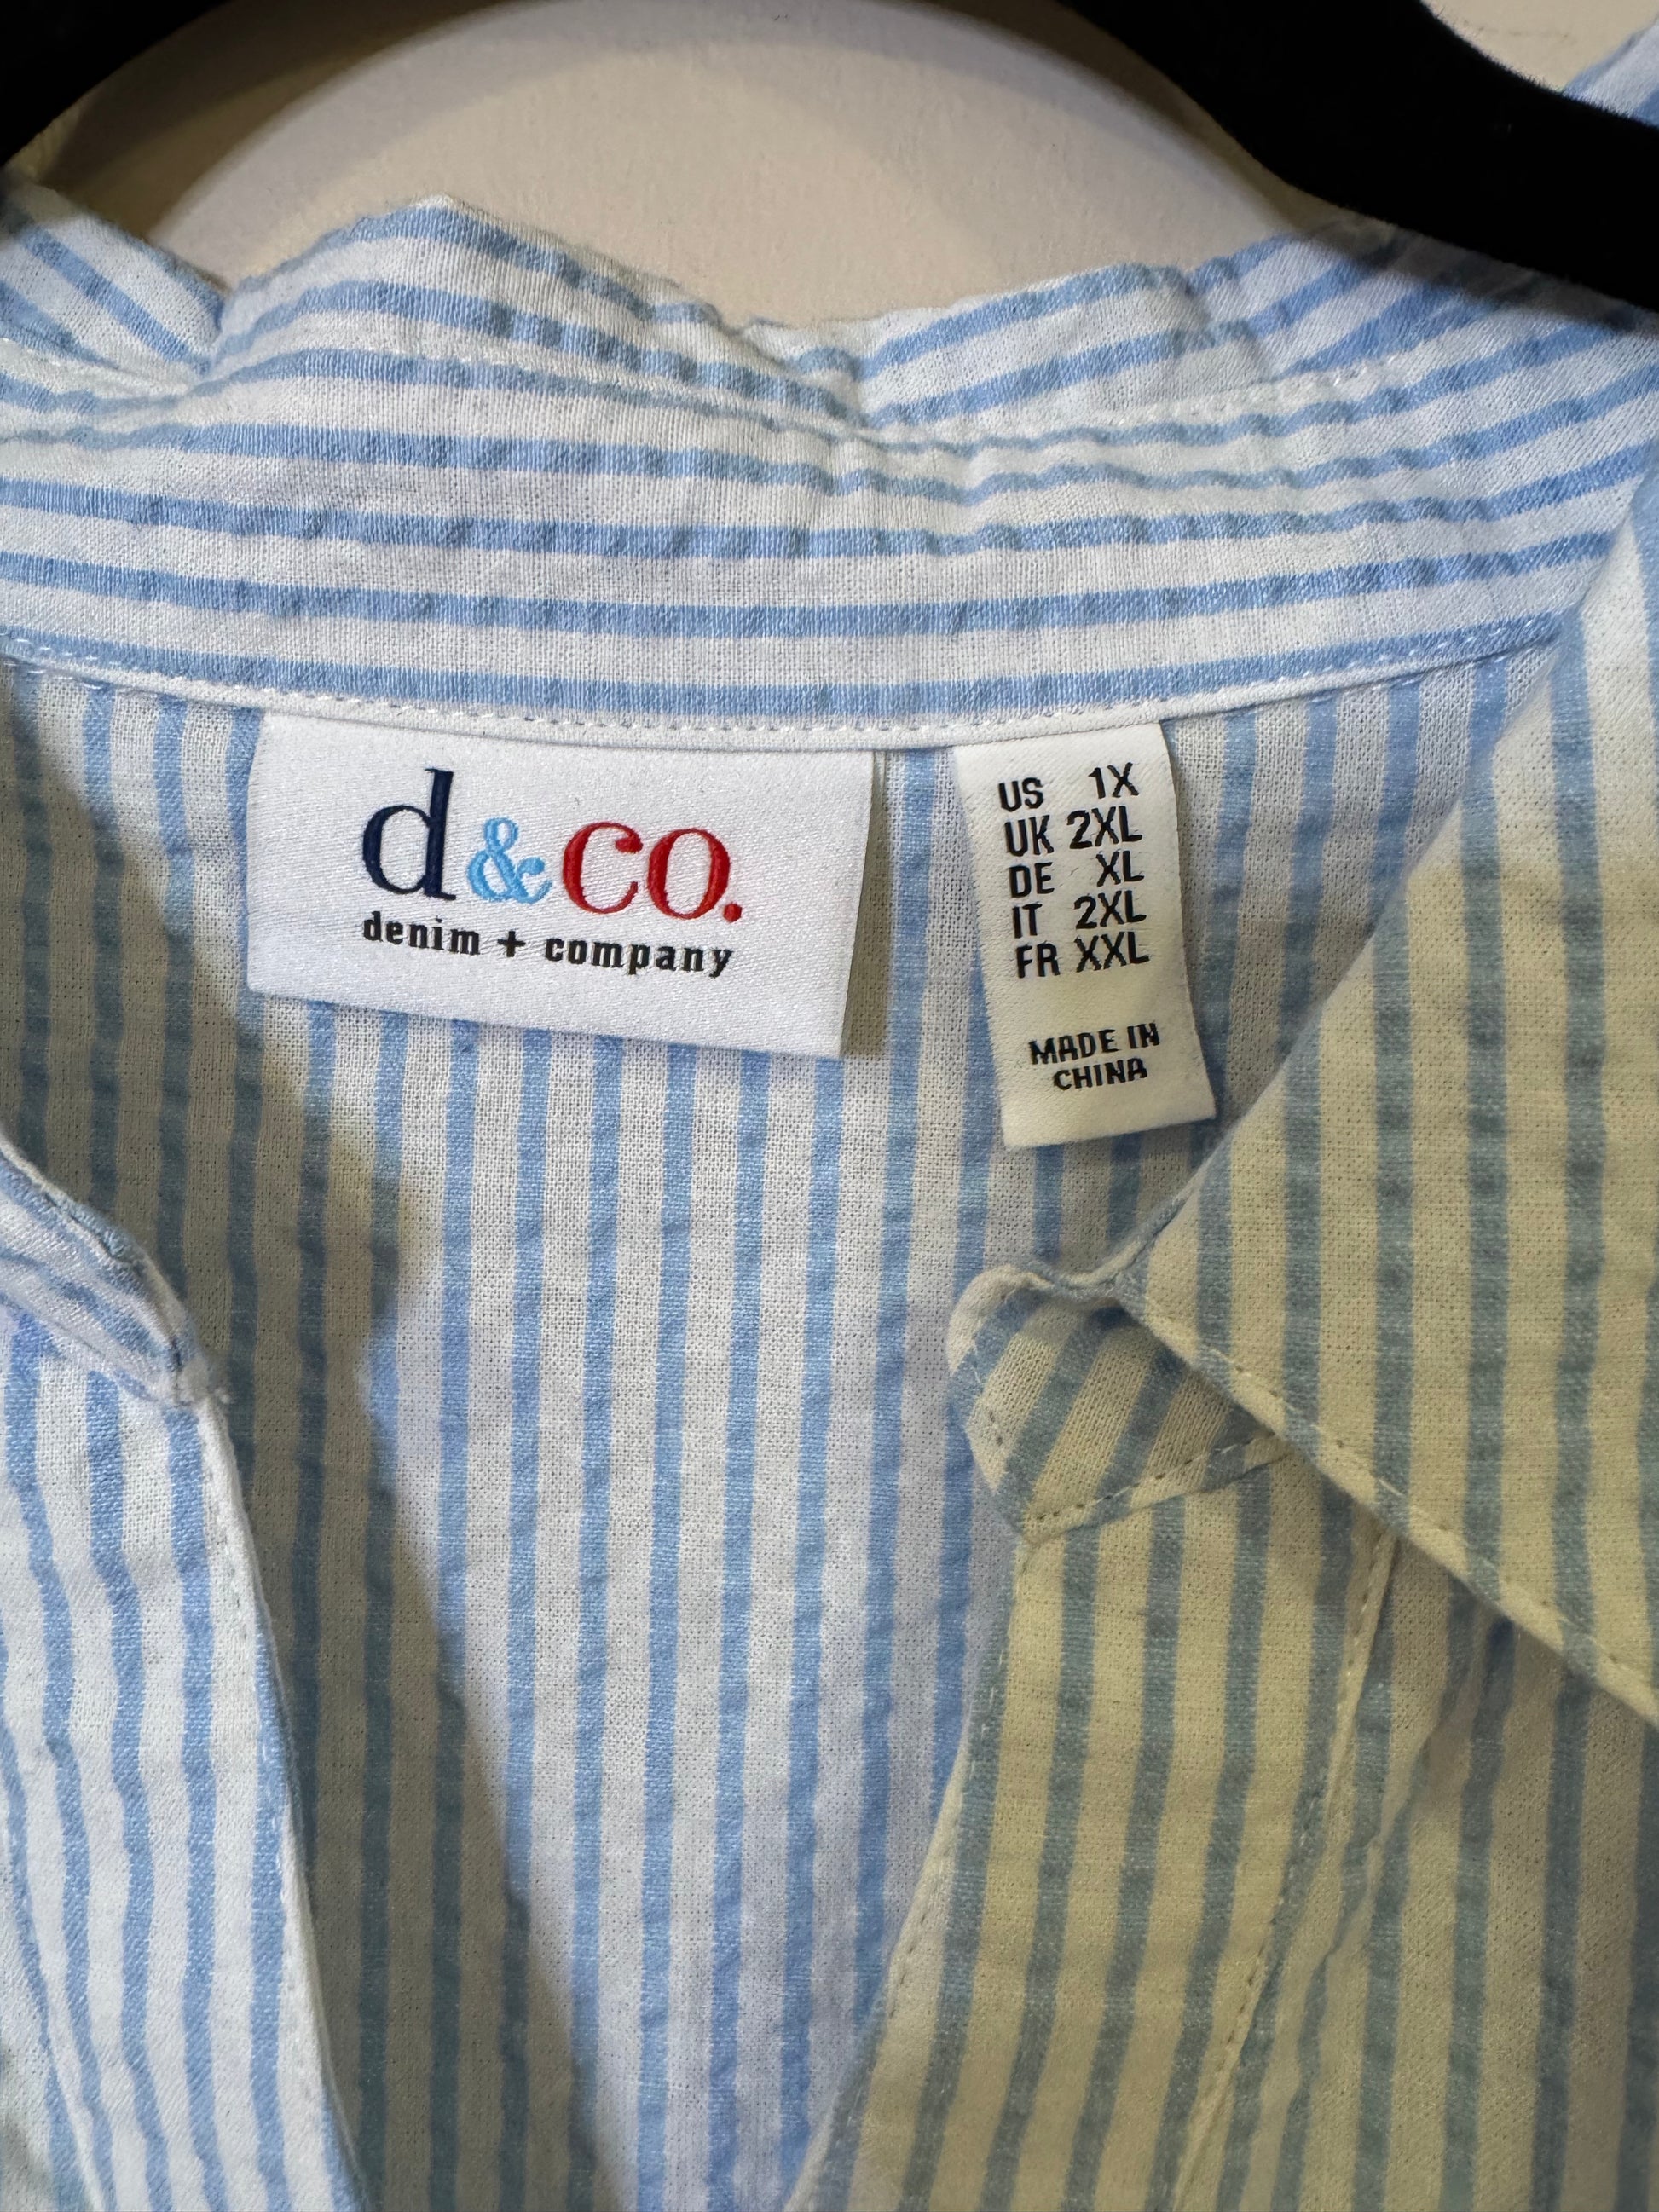 d&co.
denim + company
US 1X
UK 2XL
DE XL
IT 2XL
FR XXL
MADE IN
CHINA